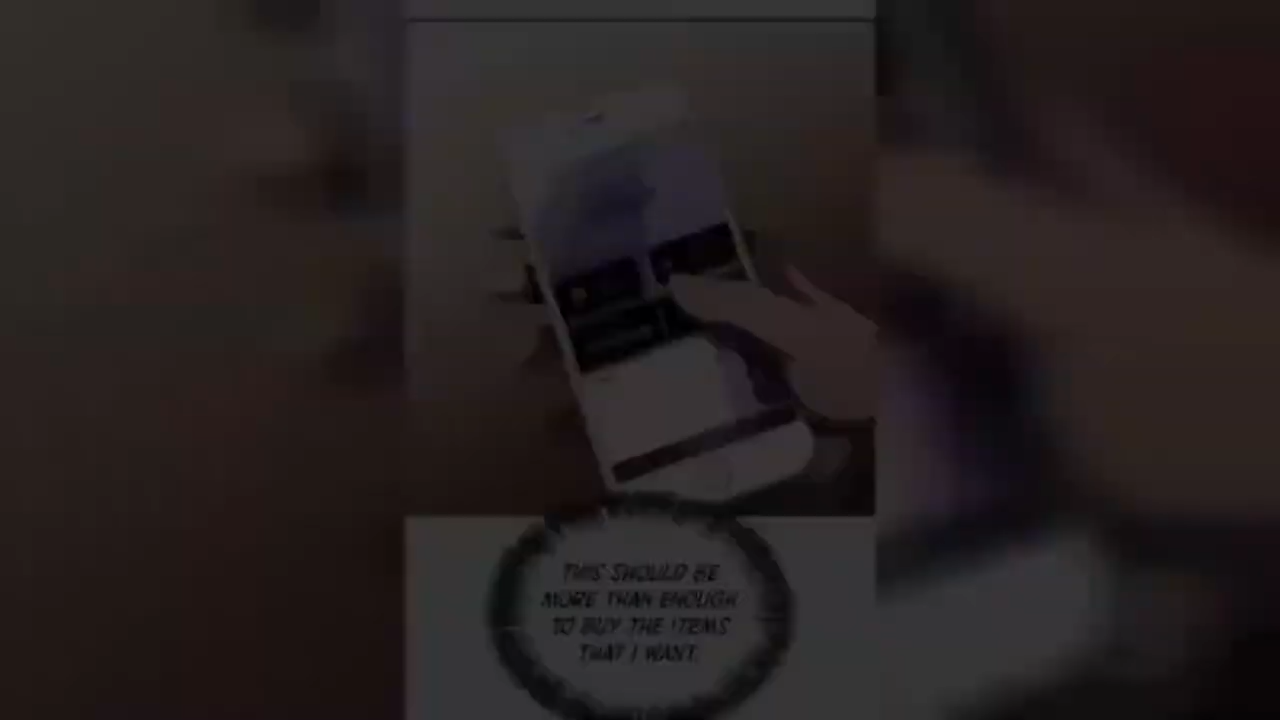 THIS SHOULD BE
MORE THAN ENOUGH
TO BUY THE ITEMS
THAT I WANT.